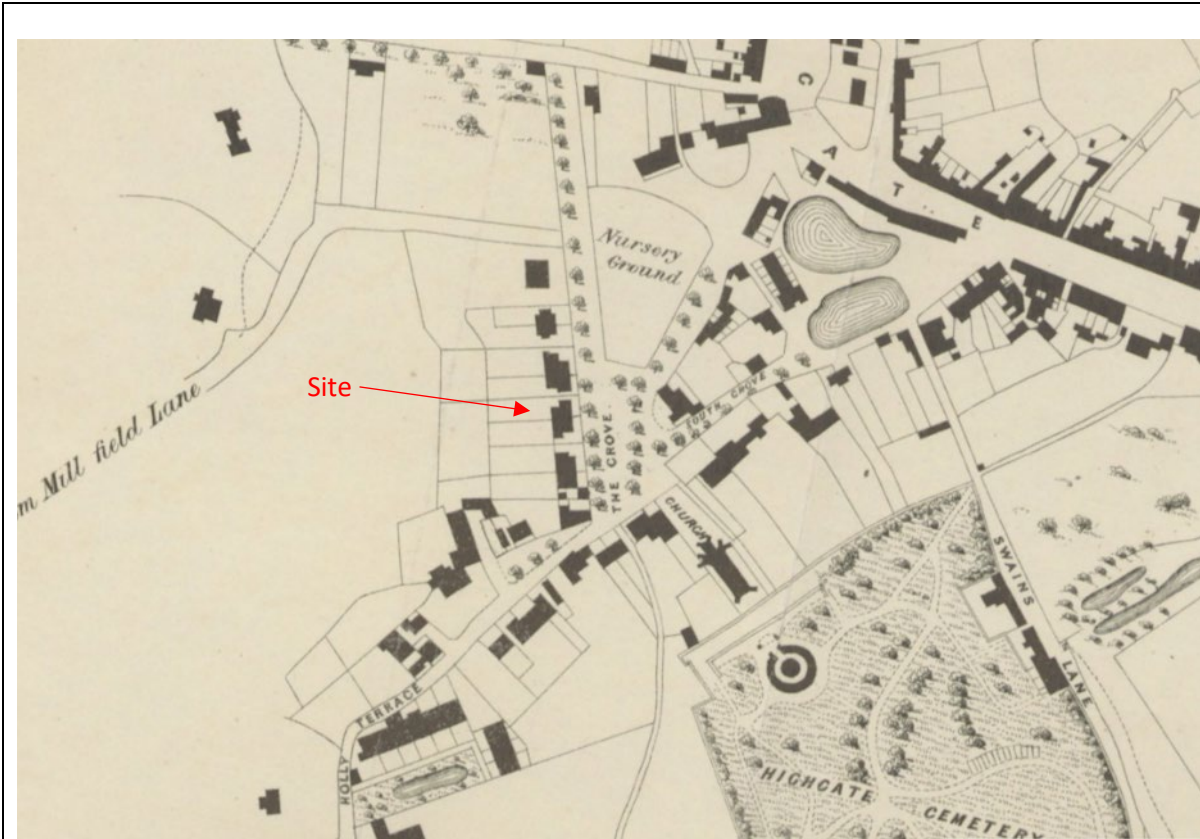 G
A
T
E
Nursery
Ground
Site
Mill field Lane
THE GROVE.
SOUTH GROVE
CHURCH
SWAINS
LANE
HOLLY
TERRACE
HIGHGATE
CEMETERY